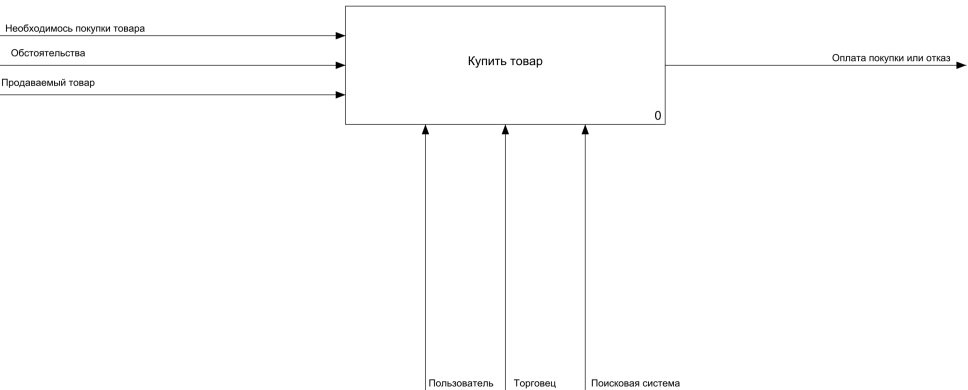 Необходимось покупки товара
Обстоятельства
Продаваемый товар
Купить товар
0
Оплата покупки или отказ
Пользователь
Торговец
Поисковая система